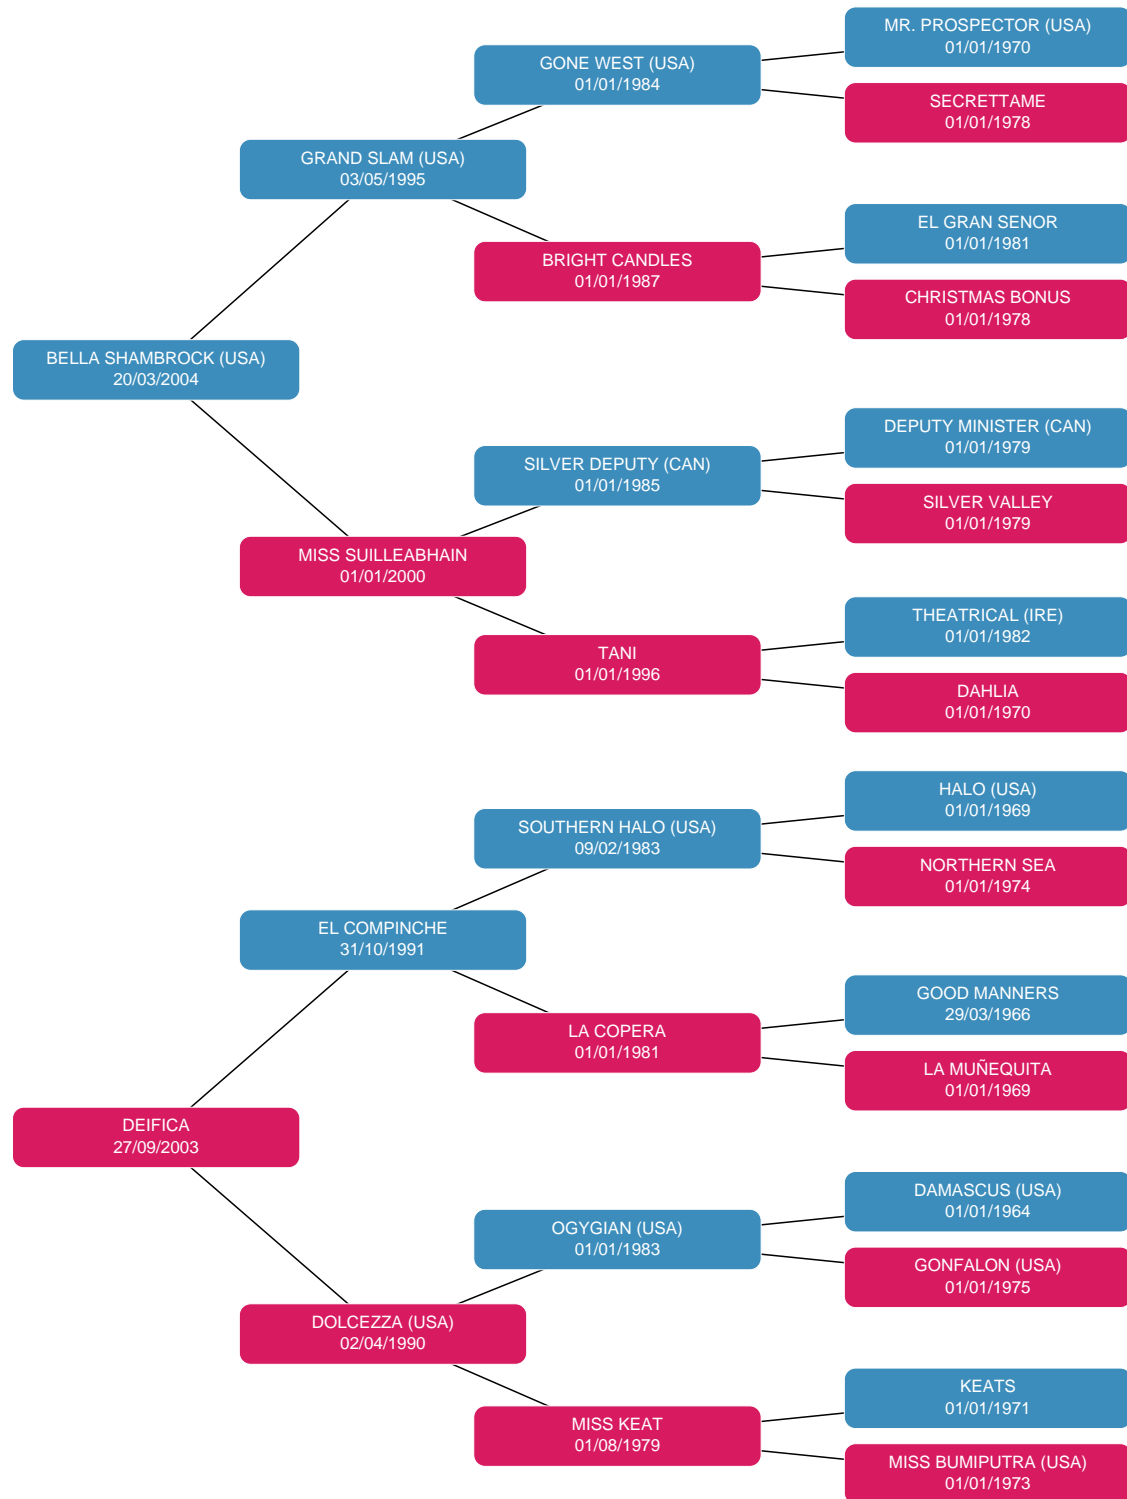 MR. PROSPECTOR (USA)
01/01/1970
GONE WEST (USA)
01/01/1984
SECRETTAME
01/01/1978
GRAND SLAM (USA)
03/05/1995
EL GRAN SENOR
01/01/1981
BRIGHT CANDLES
01/01/1987
CHRISTMAS BONUS
01/01/1978
BELLA SHAMBROCK (USA)
20/03/2004
DEPUTY MINISTER (CAN)
01/01/1979
SILVER DEPUTY (CAN)
01/01/1985
SILVER VALLEY
01/01/1979
MISS SUILLEABHAIN
01/01/2000
THEATRICAL (IRE)
01/01/1982
TANI
01/01/1996
DAHLIA
01/01/1970
HALO (USA)
01/01/1969
SOUTHERN HALO (USA)
09/02/1983
NORTHERN SEA
01/01/1974
EL COMPINCHE
31/10/1991
GOOD MANNERS
29/03/1966
LA COPERA
01/01/1981
LA MUÑEQUITA
01/01/1969
DEIFICA
27/09/2003
DAMASCUS (USA)
01/01/1964
OGYGIAN (USA)
01/01/1983
GONFALON (USA)
01/01/1975
DOLCEZZA (USA)
02/04/1990
KEATS
01/01/1971
MISS KEAT
01/08/1979
MISS BUMIPUTRA (USA)
01/01/1973